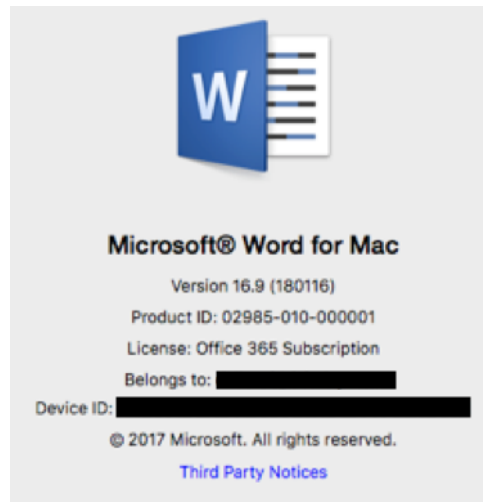 W
Microsoft® Word for Mac
Version 16.9 (180116)
Product ID: 02985-010-000001
License: Office 365 Subscription
Belongs to:
Device ID:
© 2017 Microsoft. All rights reserved.
Third Party Notices